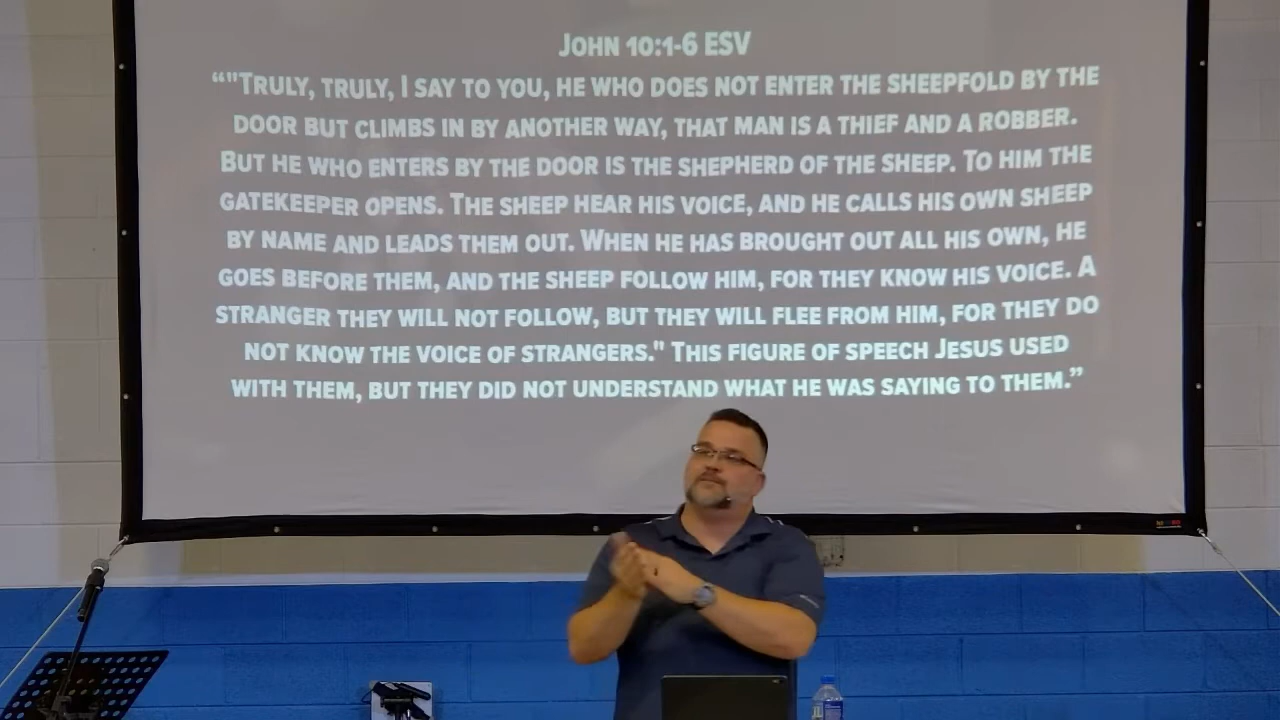 John 10:1-6 ESV
“"Truly, truly, I say to you, he who does not enter the sheepfold by the
door but climbs in by another way, that man is a thief and a robber.
But he who enters by the door is the shepherd of the sheep. To him the
gatekeeper opens. The sheep hear his voice, and he calls his own sheep
by name and leads them out. When he has brought out all his own, he
goes before them, and the sheep follow him, for they know his voice. A
stranger they will not follow, but they will flee from him, for they do
not know the voice of strangers." This figure of speech Jesus used
with them, but they did not understand what he was saying to them.”